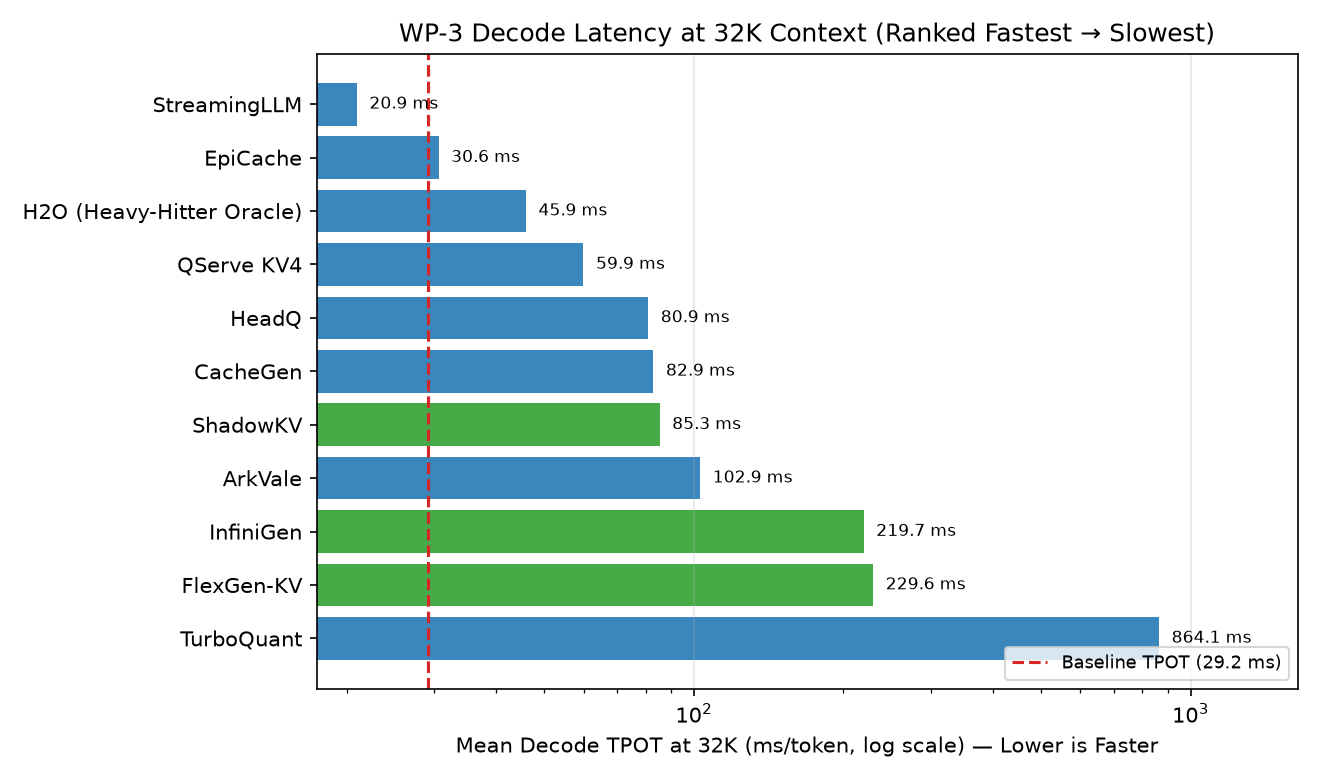 WP-3 Decode Latency at 32K Context (Ranked Fastest → Slowest)
StreamingLLM 20.9 ms
EpiCache 30.6 ms
H2O (Heavy-Hitter Oracle) 45.9 ms
QServe KV4 59.9 ms
HeadQ 80.9 ms
CacheGen 82.9 ms
ShadowKV 85.3 ms
ArkVale 102.9 ms
InfiniGen 219.7 ms
FlexGen-KV 229.6 ms
TurboQuant 864.1 ms
Baseline TPOT (29.2 ms)
10² 10³
Mean Decode TPOT at 32K (ms/token, log scale) — Lower is Faster